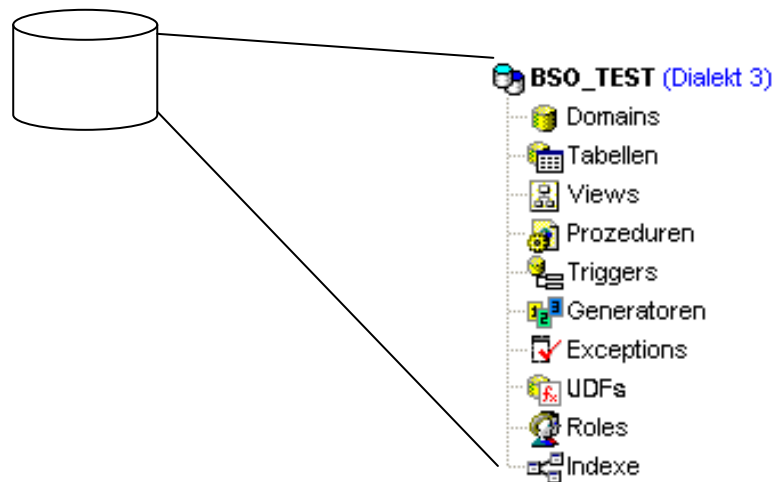 BSO_TEST (Dialekt 3)
Domains
Tabellen
Views
Prozeduren
Triggers
Generatoren
Exceptions
UDFs
Roles
Indexe